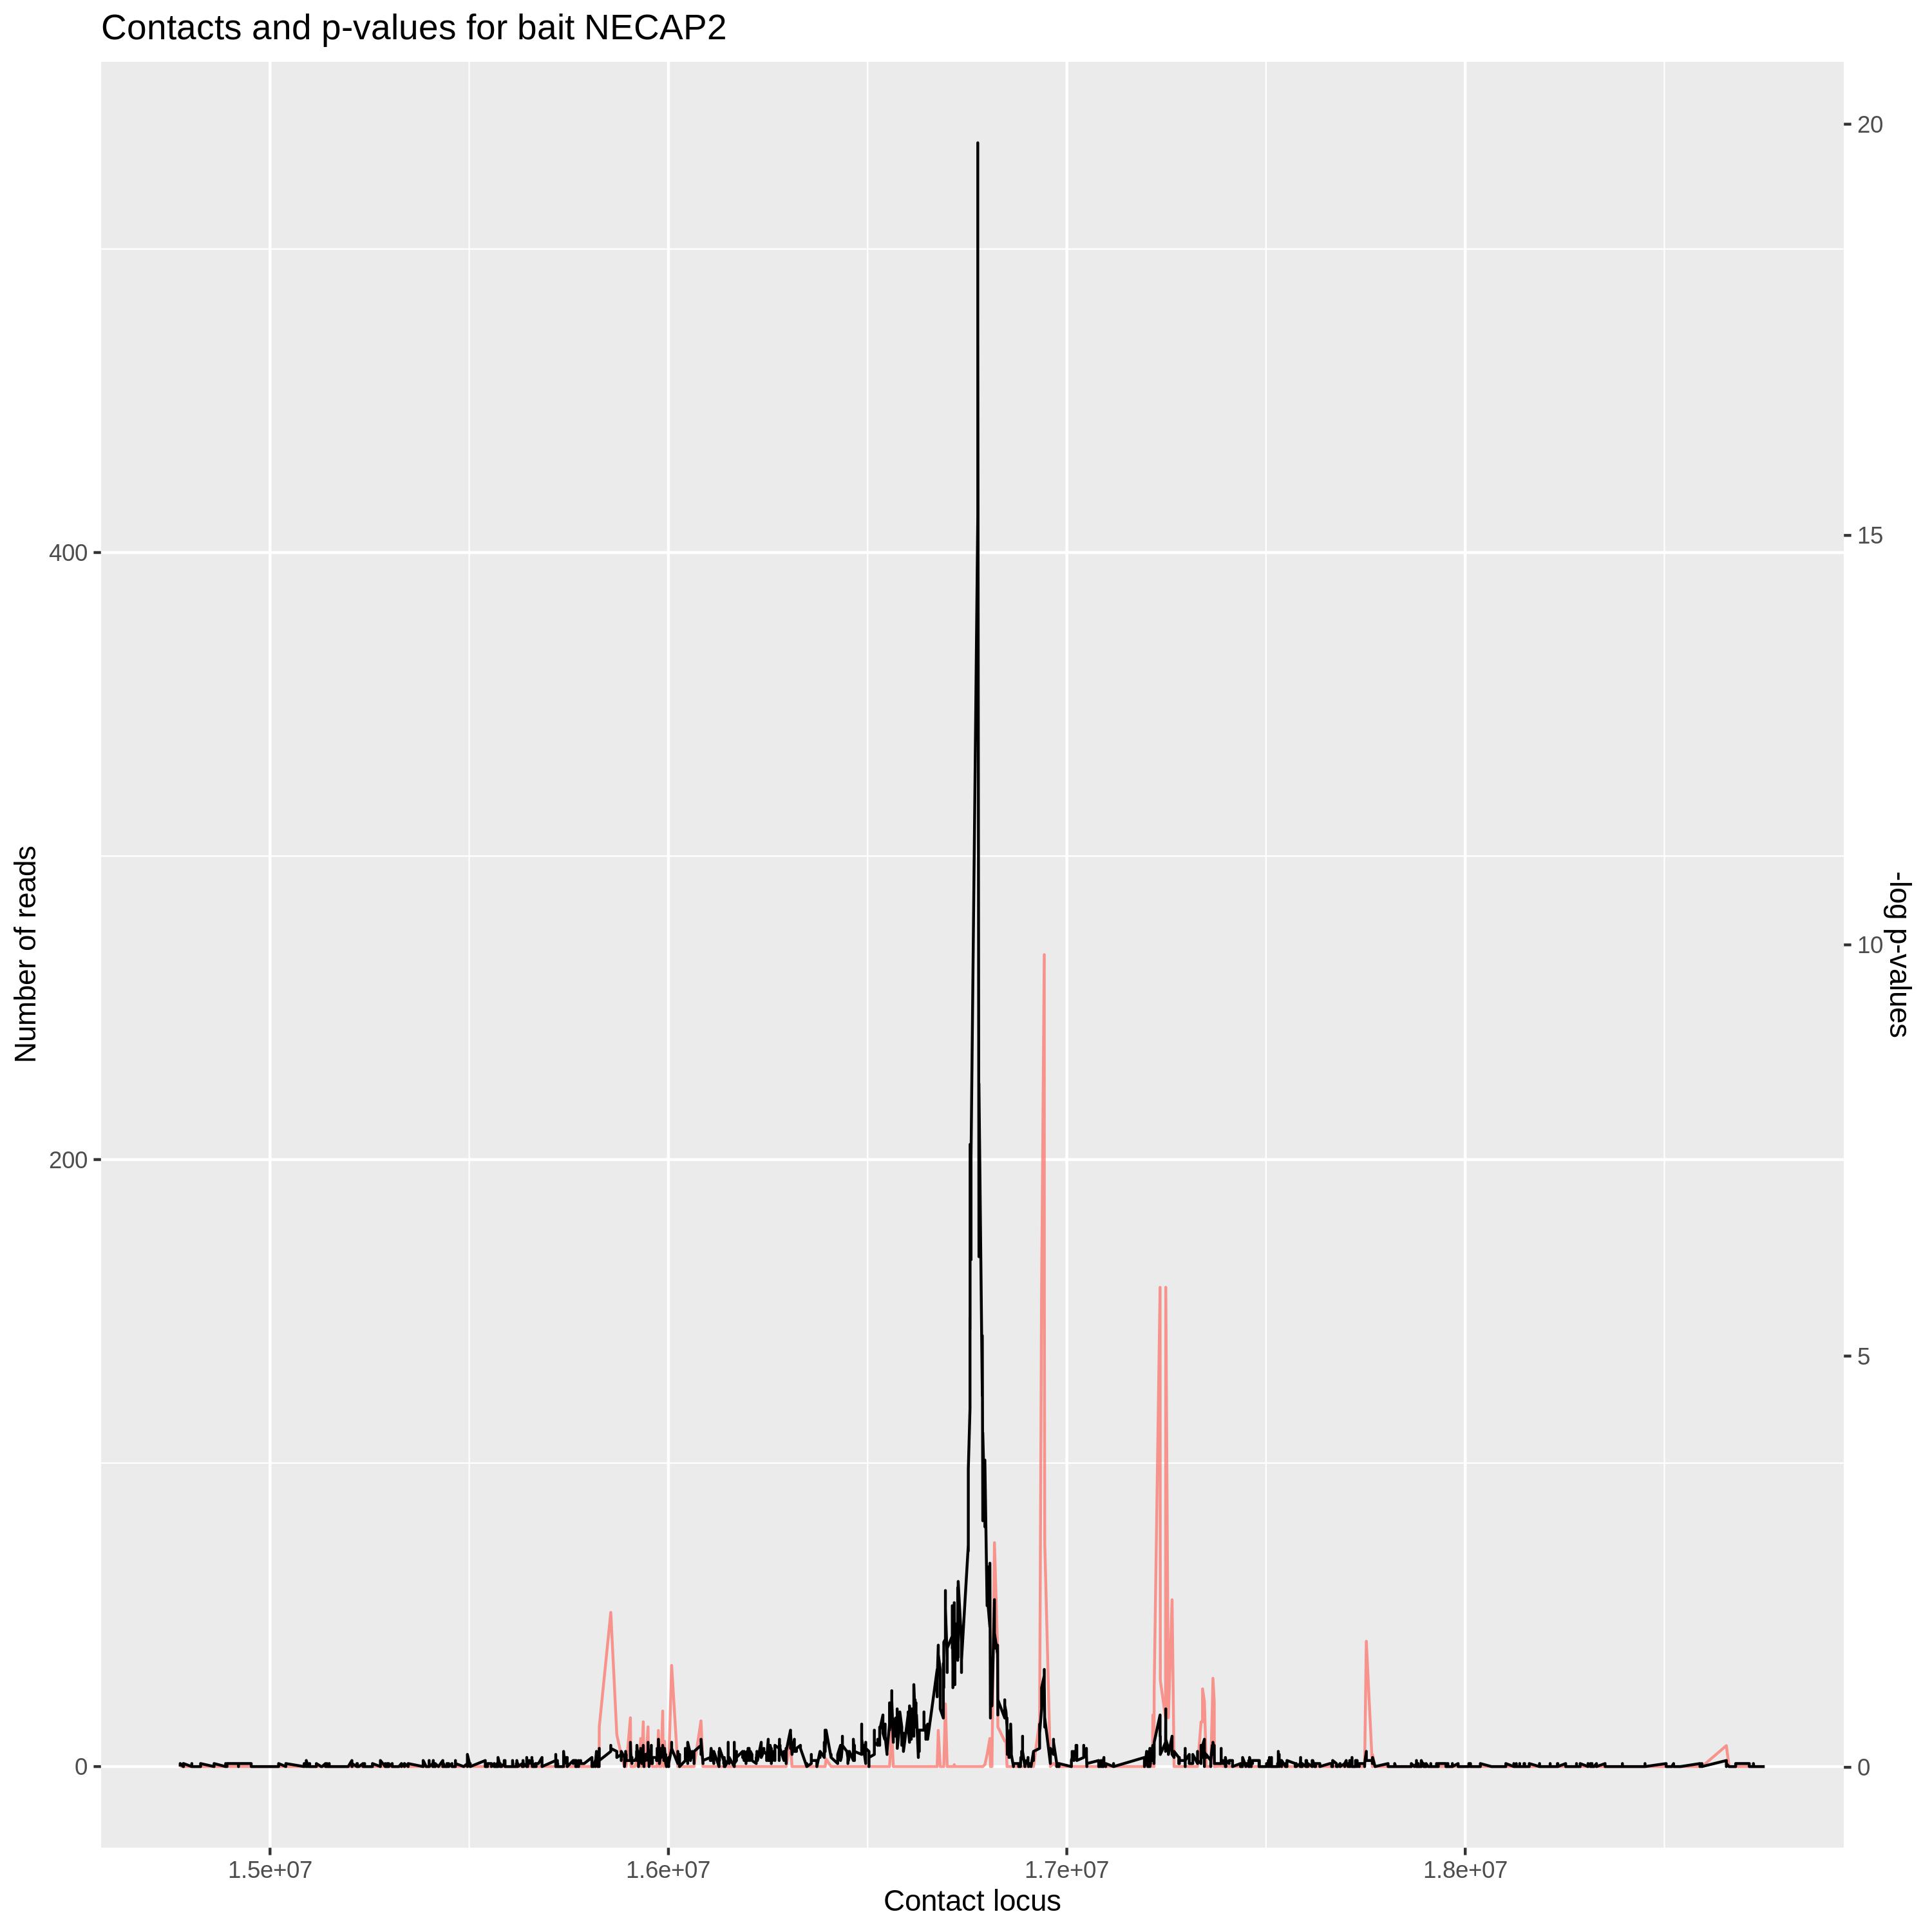 Contacts and p-values for bait NECAP2
Number of reads
400
200
0
20
15
10
5
0
-log p-values
1.5e+07
1.6e+07
1.7e+07
1.8e+07
Contact locus